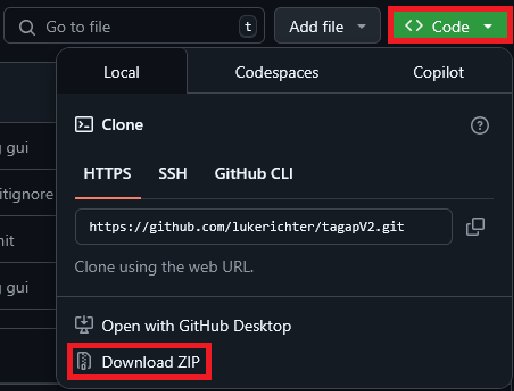 Go to file
t
Add file
<> Code
Local
Codespaces
Copilot
g gui
itignore
nit
g gui
Clone
?
HTTPS
SSH
GitHub CLI
https://github.com/lukerichter/tagapV2.git
Clone using the web URL.
Open with GitHub Desktop
Download ZIP